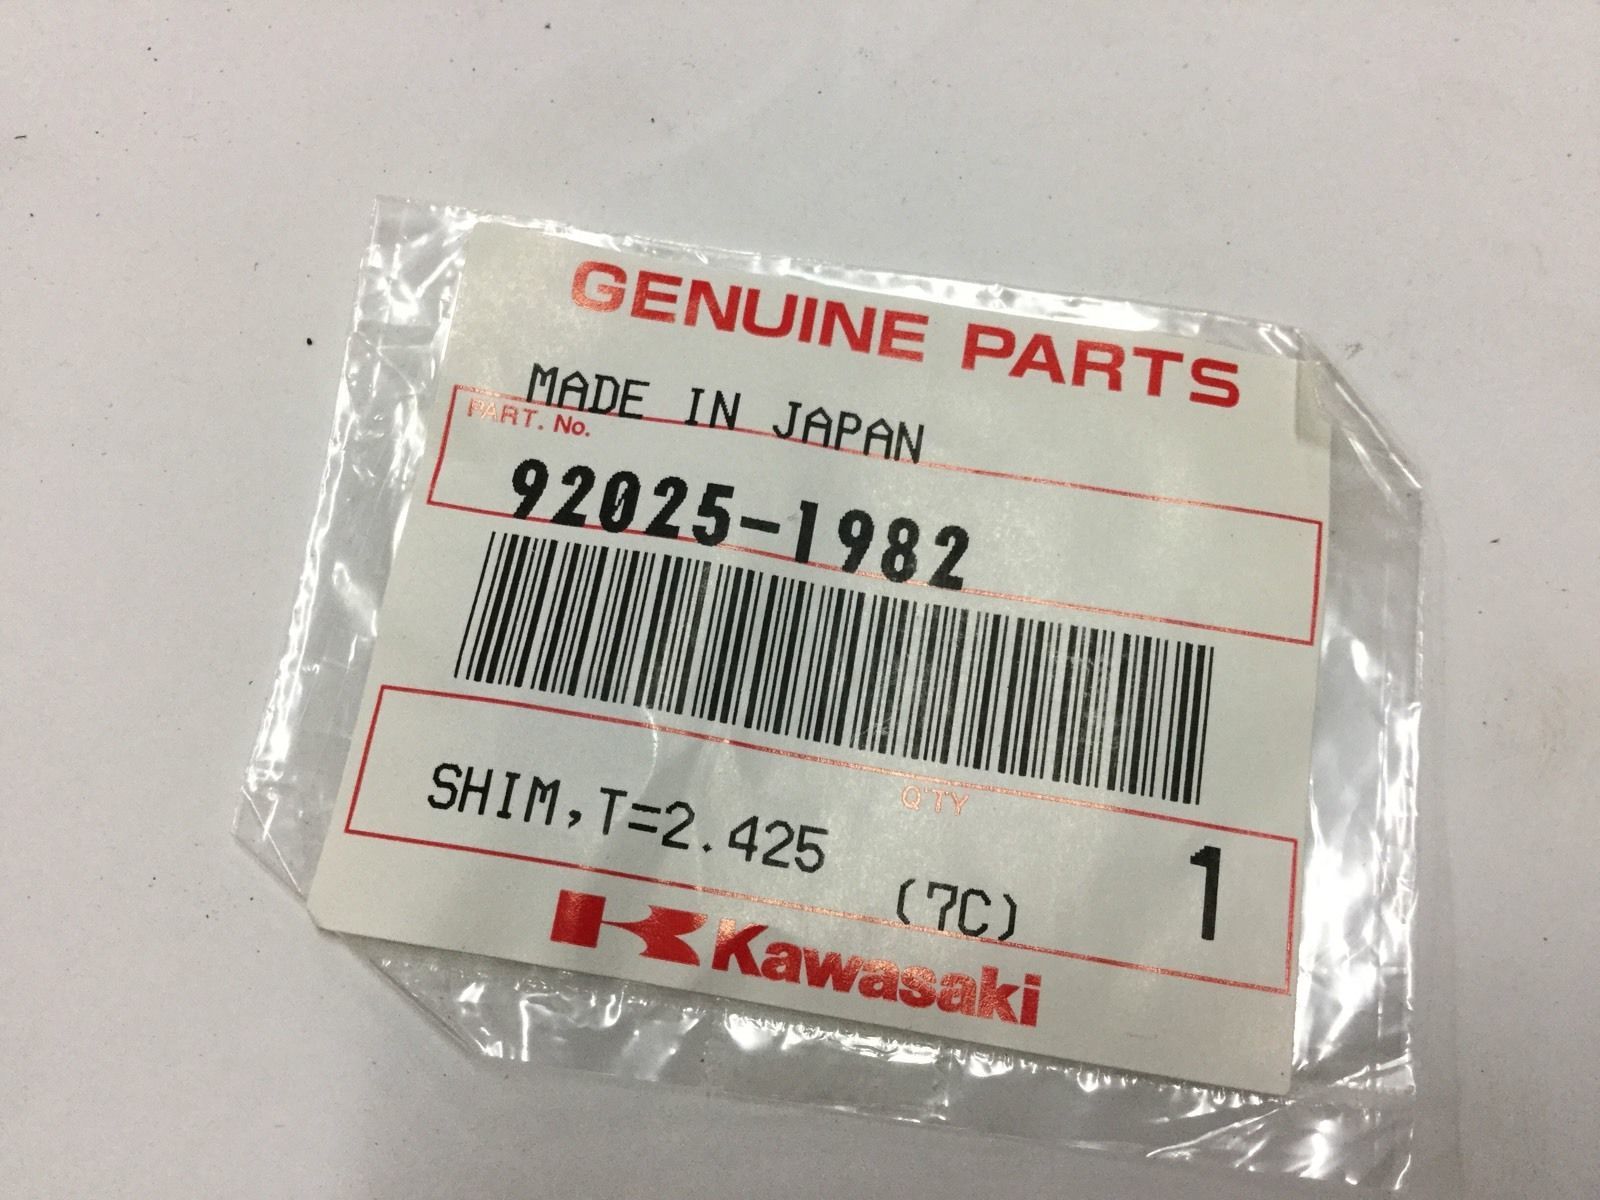 GENUINE PARTS
MADE IN JAPAN
PART. No.
92025-1982
Q'TY
SHIM,T=2.425
(7C)
1
Kawasaki